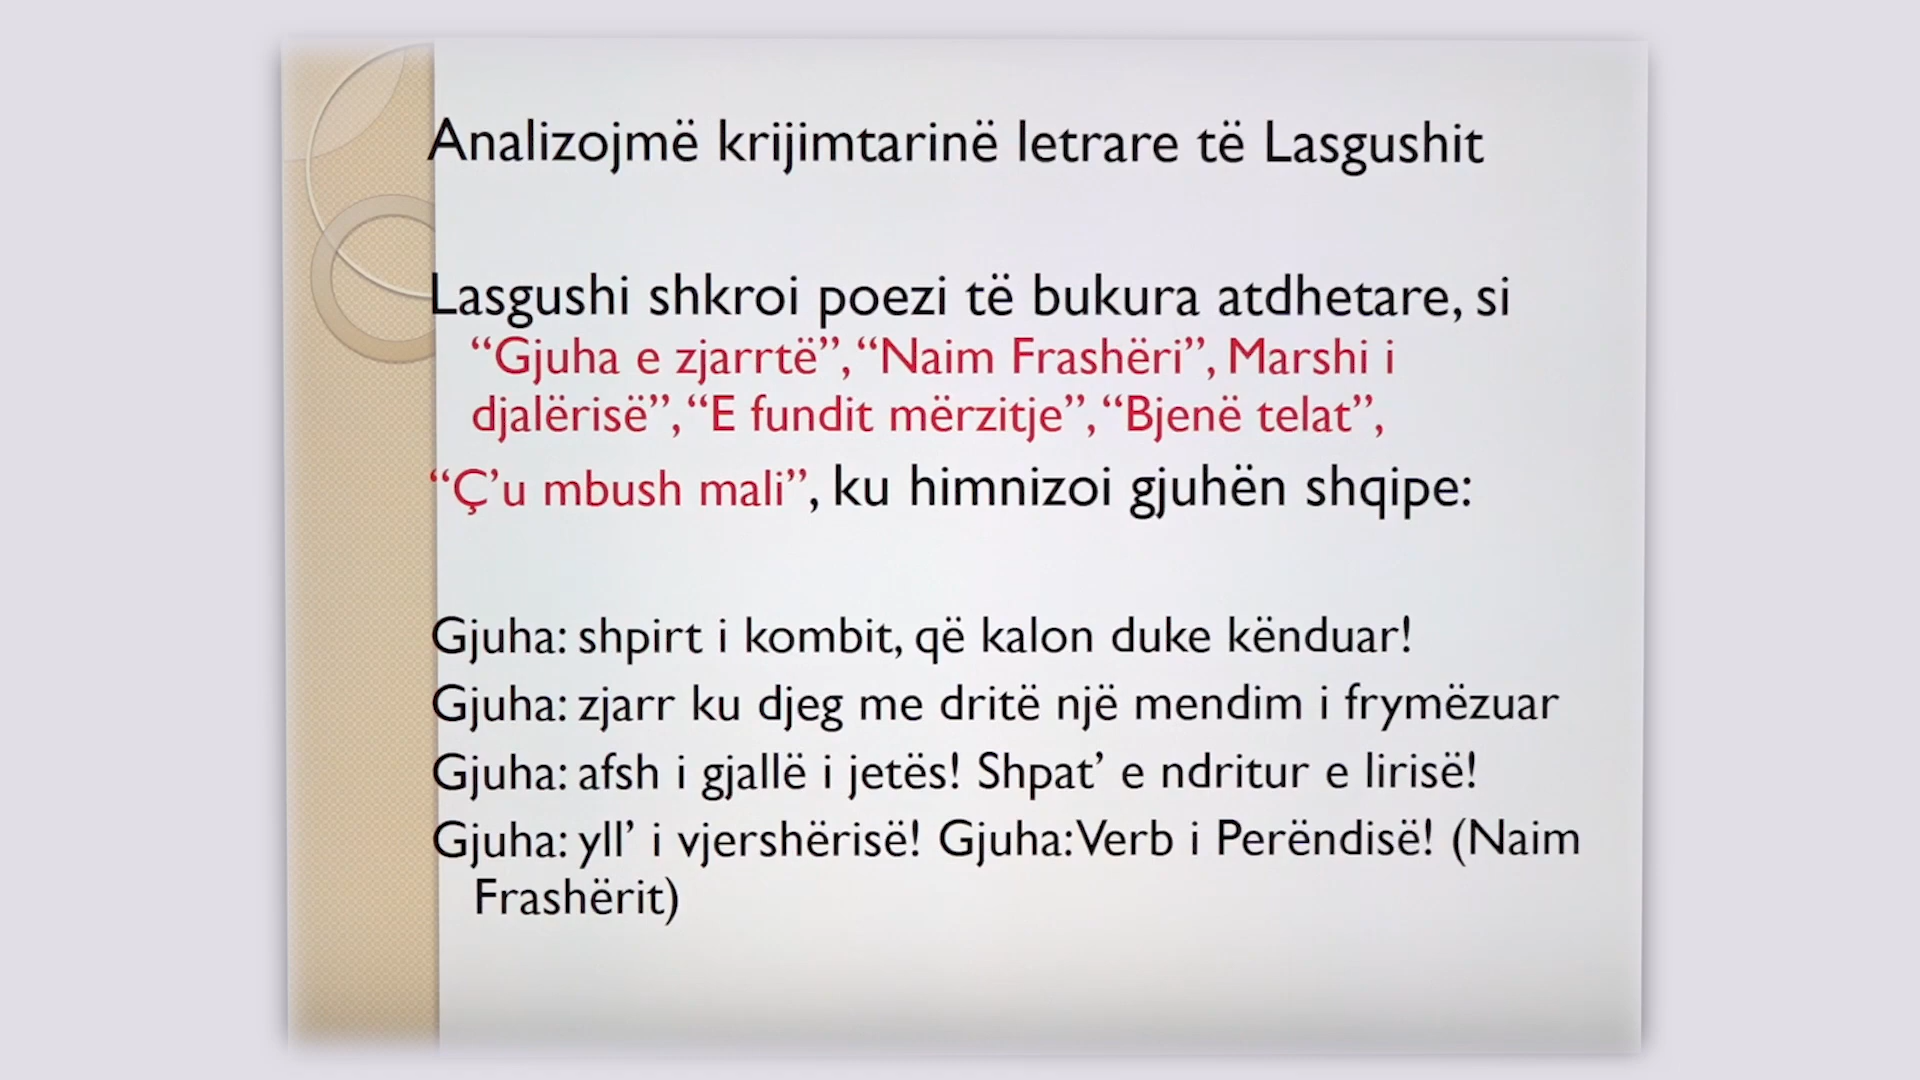 Analizojmë krijimtarinë letrare të Lasgushit
Lasgushi shkroi poezi të bukura atdhetare, si
“Gjuha e zjarrtë”, “Naim Frashëri”, Marshi i
djalërisë”, “E fundit mërzitje”, “Bjenë telat”,
“Ç’u mbush mali”, ku himnizoi gjuhën shqipe:
Gjuha: shpirt i kombit, që kalon duke kënduar!
Gjuha: zjarr ku djeg me dritë një mendim i frymëzuar
Gjuha: afsh i gjallë i jetës! Shpat’ e ndritur e lirisë!
Gjuha: yll’ i vjershërisë! Gjuha: Verb i Perëndisë! (Naim
Frashërit)